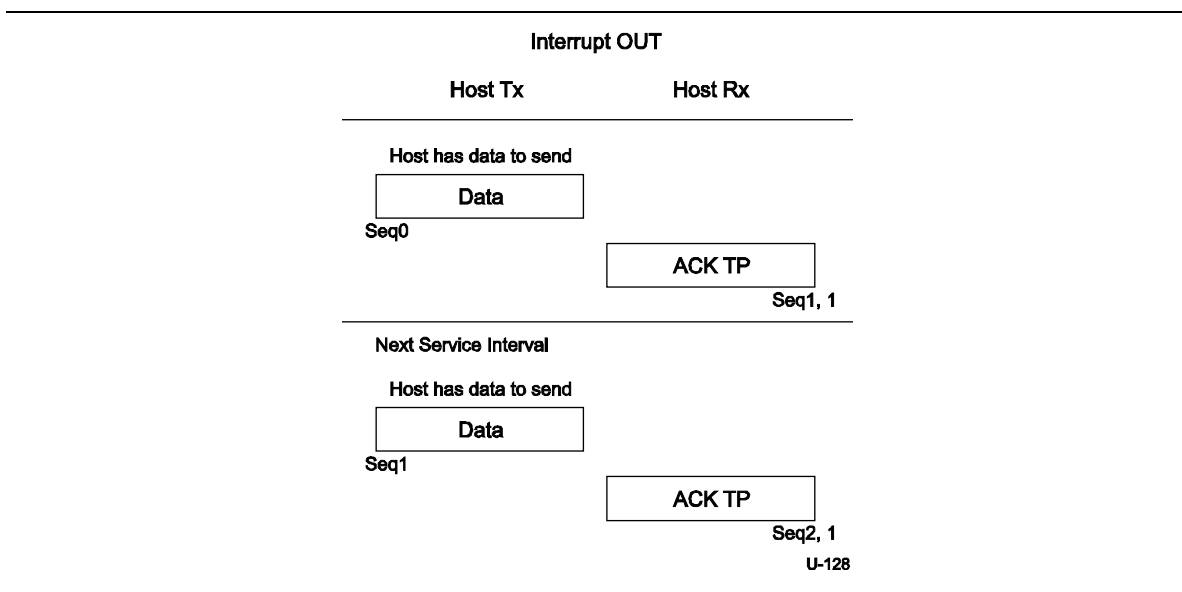 Interrupt OUT
Host Tx Host Rx
Host has data to send
Data
Seq0
ACK TP
Seq1, 1
Next Service Interval
Host has data to send
Data
Seq1
ACK TP
Seq2, 1
U-128